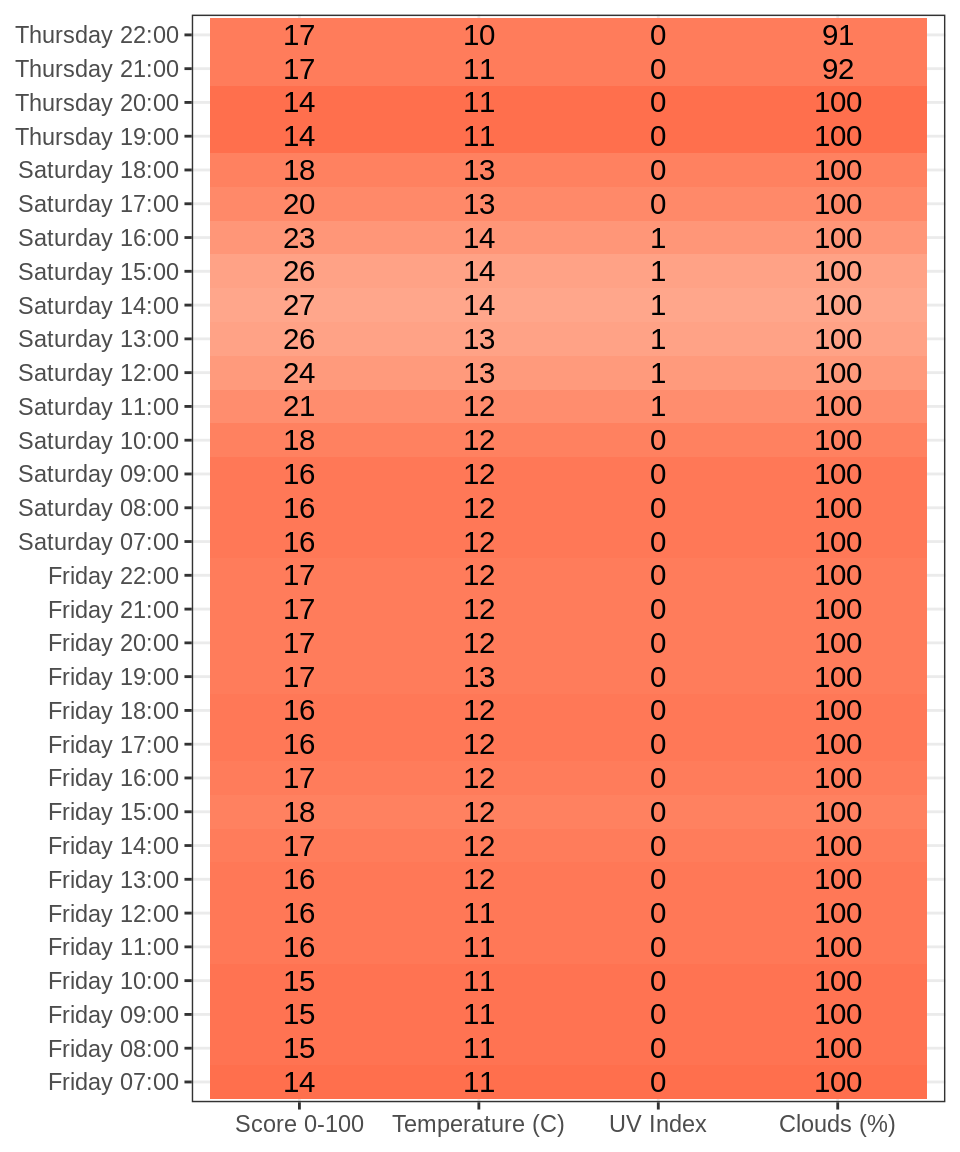 Thursday 22:00 17 10 0 91
Thursday 21:00 17 11 0 92
Thursday 20:00 14 11 0 100
Thursday 19:00 14 11 0 100
Saturday 18:00 18 13 0 100
Saturday 17:00 20 13 0 100
Saturday 16:00 23 14 1 100
Saturday 15:00 26 14 1 100
Saturday 14:00 27 14 1 100
Saturday 13:00 26 13 1 100
Saturday 12:00 24 13 1 100
Saturday 11:00 21 12 1 100
Saturday 10:00 18 12 0 100
Saturday 09:00 16 12 0 100
Saturday 08:00 16 12 0 100
Saturday 07:00 16 12 0 100
Friday 22:00 17 12 0 100
Friday 21:00 17 12 0 100
Friday 20:00 17 12 0 100
Friday 19:00 17 13 0 100
Friday 18:00 16 12 0 100
Friday 17:00 16 12 0 100
Friday 16:00 17 12 0 100
Friday 15:00 18 12 0 100
Friday 14:00 17 12 0 100
Friday 13:00 16 12 0 100
Friday 12:00 16 11 0 100
Friday 11:00 16 11 0 100
Friday 10:00 15 11 0 100
Friday 09:00 15 11 0 100
Friday 08:00 15 11 0 100
Friday 07:00 14 11 0 100
Score 0-100 Temperature (C) UV Index Clouds (%)